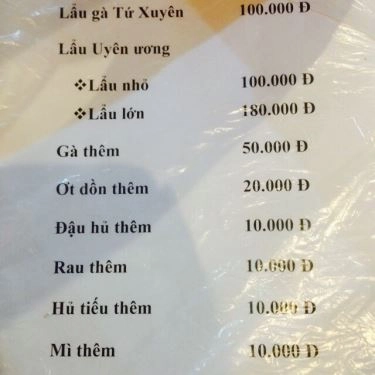 Lẩu gà Tứ Xuyên 100.000 Đ
Lẩu Uyên ương
❖Lẩu nhỏ 100.000 Đ
❖Lẩu lớn 180.000 Đ
Gà thêm 50.000 Đ
Ơt dồn thêm 20.000 Đ
Đậu hủ thêm 10.000 Đ
Rau thêm 10.000 Đ
Hủ tiếu thêm 10.000 Đ
Mì thêm 10.000 Đ